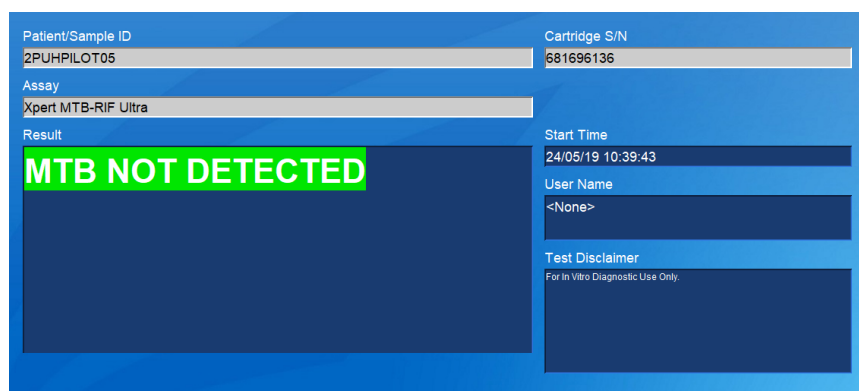 Patient/Sample ID
2PUHPILOT05
Cartridge S/N
681696136
Assay
Xpert MTB-RIF Ultra
Result
MTB NOT DETECTED
Start Time
24/05/19 10:39:43
User Name
<None>
Test Disclaimer
For In Vitro Diagnostic Use Only.